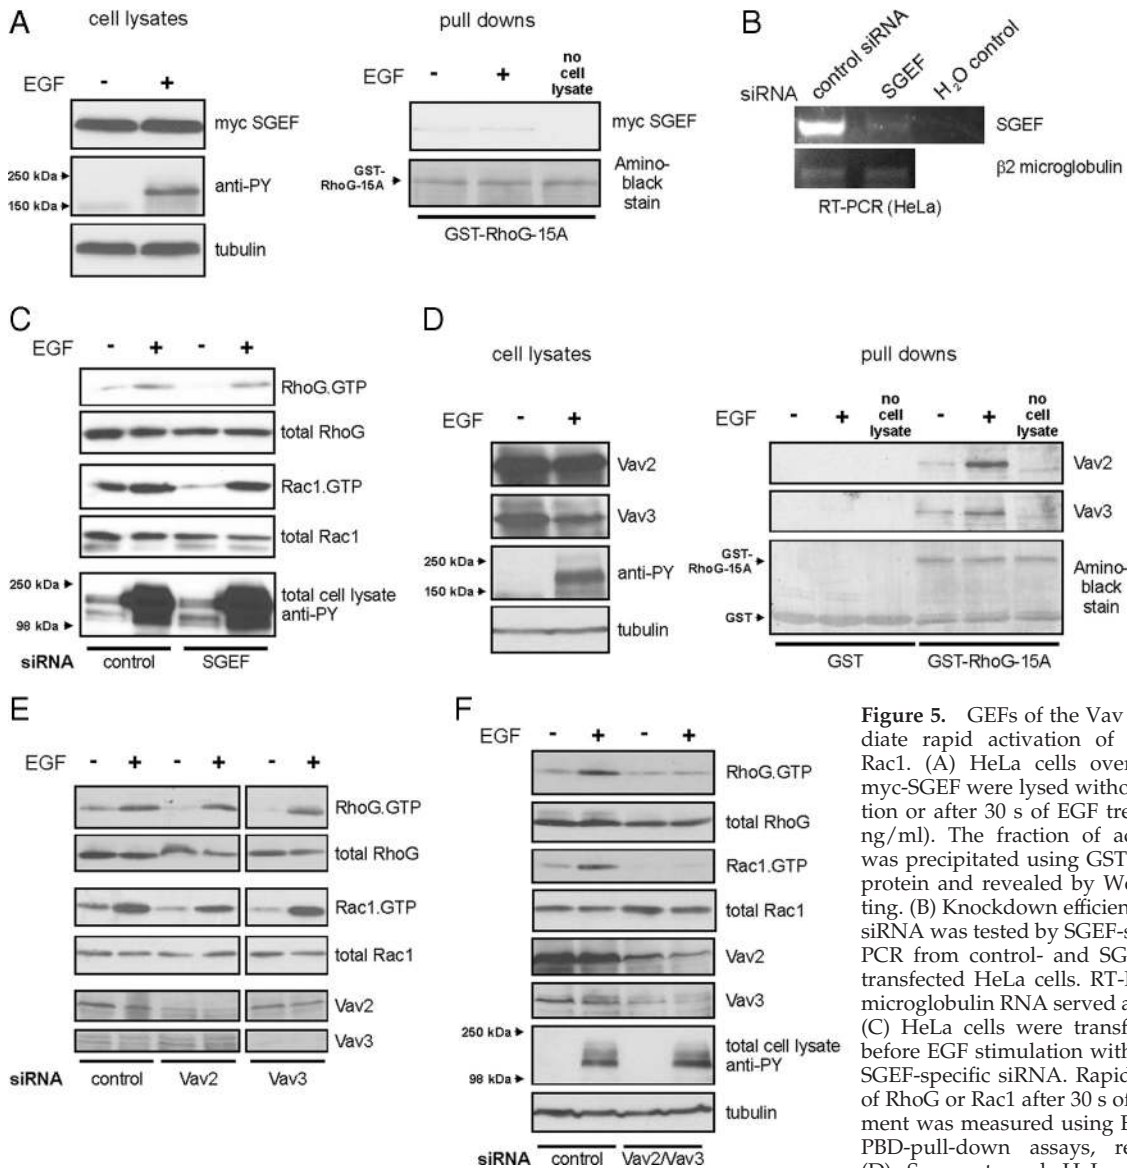 A
cell lysates
pull downs
EGF - +
EGF - + no cell lysate
myc SGEF
myc SGEF
250 kDa
150 kDa
anti-PY
GST-RhoG-15A
Amino-black stain
tubulin
GST-RhoG-15A
B
siRNA control siRNA SGEF H2O control
SGEF
β2 microglobulin
RT-PCR (HeLa)
C
EGF - + - +
RhoG.GTP
total RhoG
Rac1.GTP
total Rac1
250 kDa
98 kDa
total cell lysate
anti-PY
siRNA control SGEF
D
cell lysates
pull downs
EGF - +
EGF - + no cell lysate - + no cell lysate
Vav2
Vav2
Vav3
Vav3
250 kDa
150 kDa
anti-PY
GST-RhoG-15A
GST
Amino-black stain
tubulin
GST GST-RhoG-15A
E
EGF - + - + - +
RhoG.GTP
total RhoG
Rac1.GTP
total Rac1
Vav2
Vav3
siRNA control Vav2 Vav3
F
- + - +
RhoG.GTP
total RhoG
Rac1.GTP
total Rac1
Vav2
Vav3
250 kDa
98 kDa
total cell lysate
anti-PY
tubulin
siRNA control Vav2/Vav3
Figure 5. GEFs of the Vav
diate rapid activation of
Rac1. (A) HeLa cells over
myc-SGEF were lysed witho
tion or after 30 s of EGF tre
ng/ml). The fraction of ac
was precipitated using GST
protein and revealed by We
ting. (B) Knockdown efficien
siRNA was tested by SGEF-s
PCR from control- and SG
transfected HeLa cells. RT-
microglobulin RNA served a
(C) HeLa cells were transf
before EGF stimulation with
SGEF-specific siRNA. Rapid
of RhoG or Rac1 after 30 s of
ment was measured using
PBD-pull-down assays, re